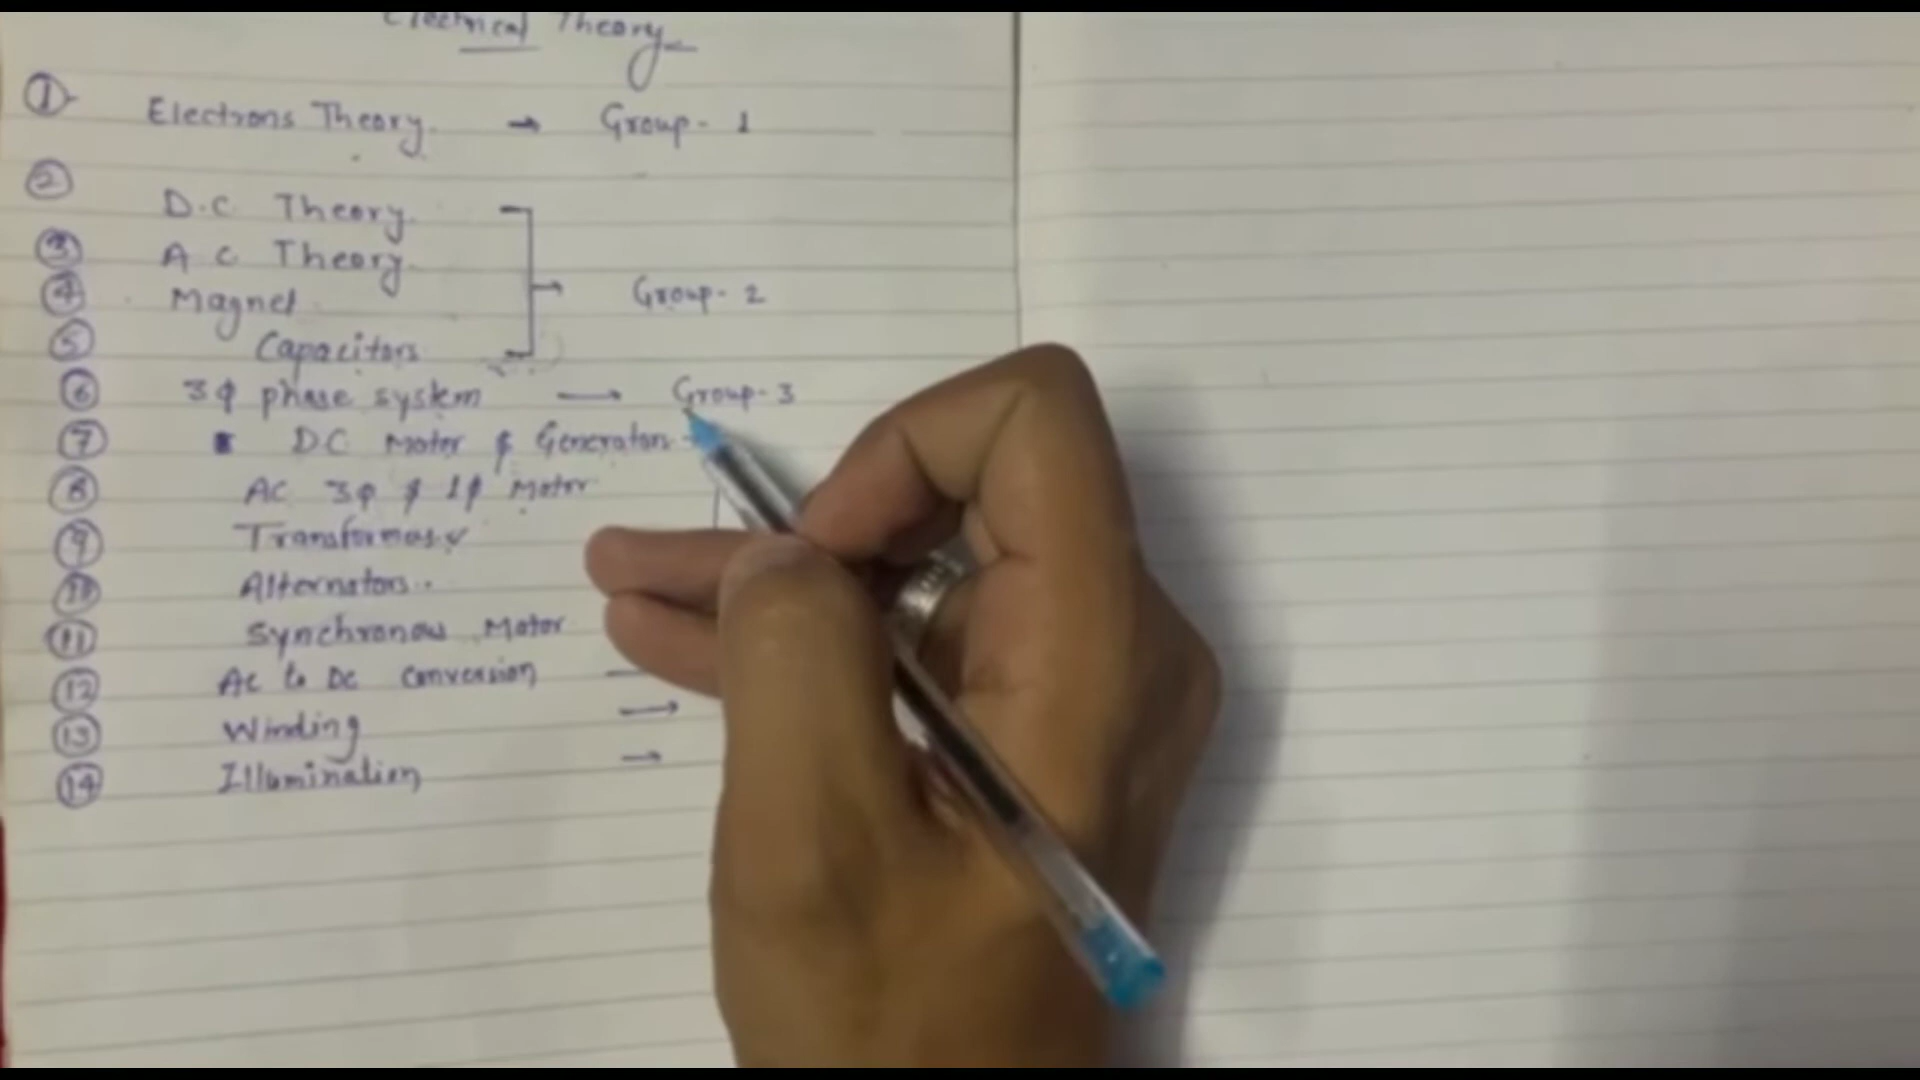 Electrical Theory
① Electrons Theory. → Group - 1
② D.C Theory.
③ A C Theory
④ Magnet → Group - 2
⑤ Capacitors
⑥ 3φ phase system → Group - 3
⑦ DC Motor & Generator
⑧ AC 3φ & 1φ Motor
⑨ Transformers
⑩ Alternators..
⑪ Synchronous Motor
⑫ AC to DC conversion
⑬ Winding →
⑭ Illumination →